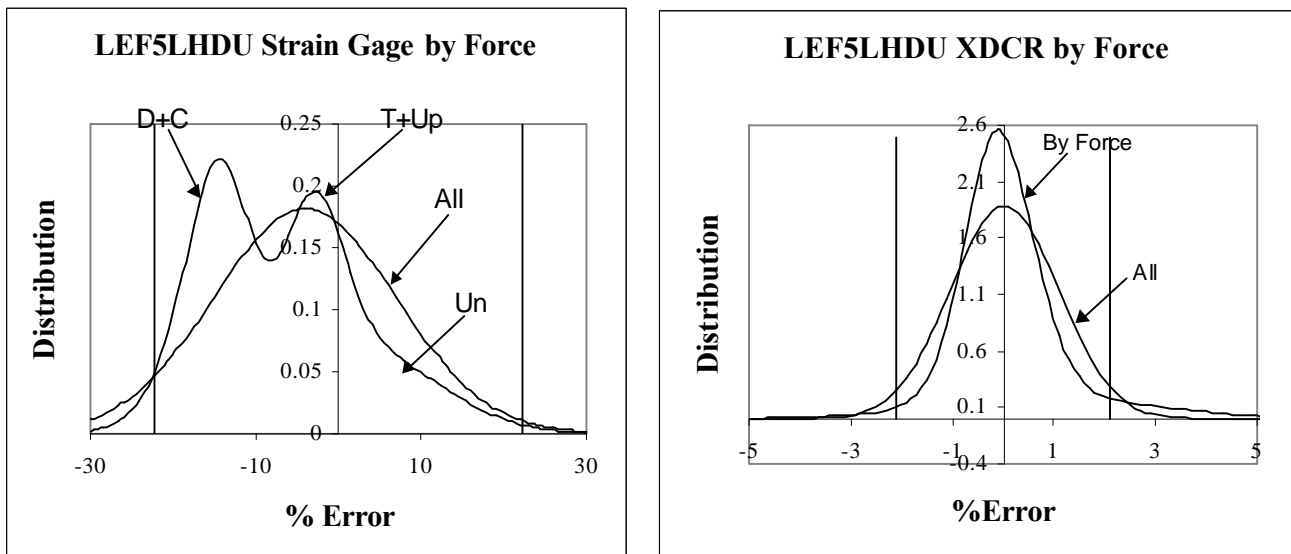 LEF5LHDU Strain Gage by Force
D+C
T+Up
All
Un
0.25
0.2
0.15
0.1
0.05
0
-30
-10
10
30
Distribution
% Error
LEF5LHDU XDCR by Force
By Force
All
2.6
2.1
1.6
1.1
0.6
0.1
-0.4
-5
-3
-1
1
3
5
Distribution
%Error